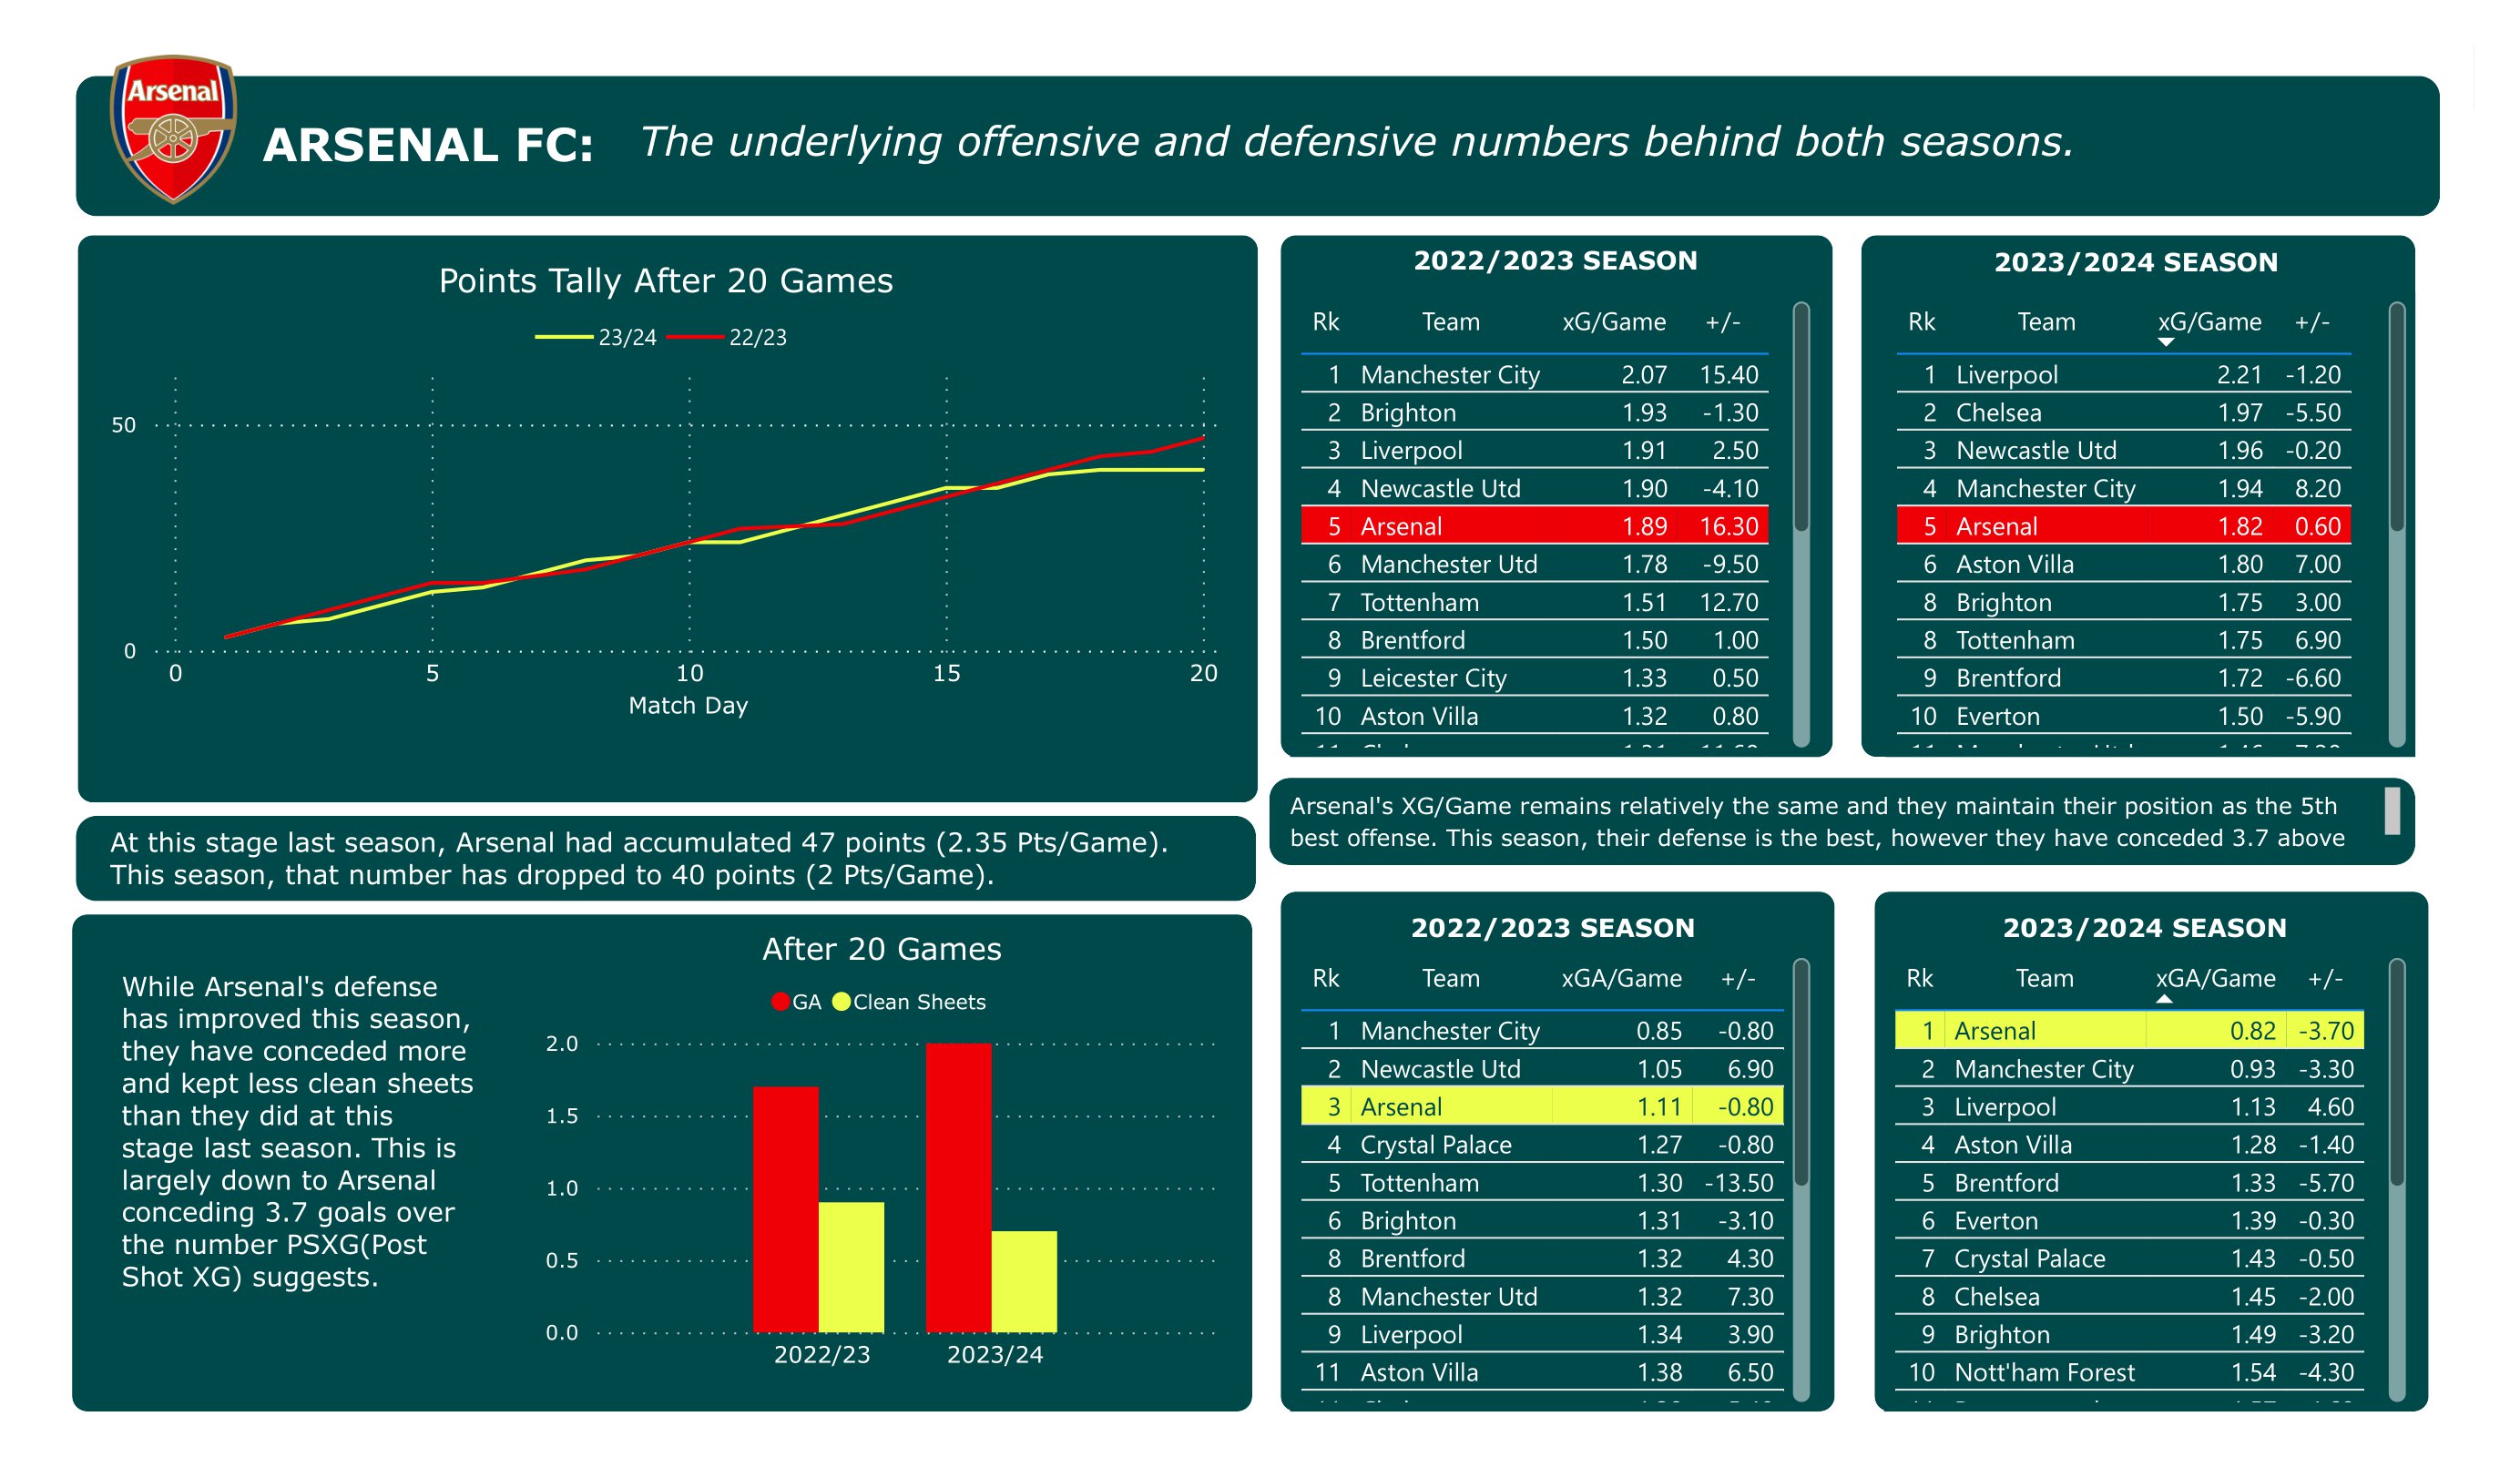 Arsenal
ARSENAL FC: The underlying offensive and defensive numbers behind both seasons.
Points Tally After 20 Games
23/24 22/23
50
0
0 5 10 15 20
Match Day
At this stage last season, Arsenal had accumulated 47 points (2.35 Pts/Game).
This season, that number has dropped to 40 points (2 Pts/Game).
While Arsenal's defense
has improved this season,
they have conceded more
and kept less clean sheets
than they did at this
stage last season. This is
largely down to Arsenal
conceding 3.7 goals over
the number PSXG(Post
Shot XG) suggests.
After 20 Games
GA Clean Sheets
2.0
1.5
1.0
0.5
0.0
2022/23 2023/24
2022/2023 SEASON
Rk Team xG/Game +/-
1 Manchester City 2.07 15.40
2 Brighton 1.93 -1.30
3 Liverpool 1.91 2.50
4 Newcastle Utd 1.90 -4.10
5 Arsenal 1.89 16.30
6 Manchester Utd 1.78 -9.50
7 Tottenham 1.51 12.70
8 Brentford 1.50 1.00
9 Leicester City 1.33 0.50
10 Aston Villa 1.32 0.80
2023/2024 SEASON
Rk Team xG/Game +/-
1 Liverpool 2.21 -1.20
2 Chelsea 1.97 -5.50
3 Newcastle Utd 1.96 -0.20
4 Manchester City 1.94 8.20
5 Arsenal 1.82 0.60
6 Aston Villa 1.80 7.00
8 Brighton 1.75 3.00
8 Tottenham 1.75 6.90
9 Brentford 1.72 -6.60
10 Everton 1.50 -5.90
Arsenal's XG/Game remains relatively the same and they maintain their position as the 5th
best offense. This season, their defense is the best, however they have conceded 3.7 above
2022/2023 SEASON
Rk Team xGA/Game +/-
1 Manchester City 0.85 -0.80
2 Newcastle Utd 1.05 6.90
3 Arsenal 1.11 -0.80
4 Crystal Palace 1.27 -0.80
5 Tottenham 1.30 -13.50
6 Brighton 1.31 -3.10
8 Brentford 1.32 4.30
8 Manchester Utd 1.32 7.30
9 Liverpool 1.34 3.90
11 Aston Villa 1.38 6.50
2023/2024 SEASON
Rk Team xGA/Game +/-
1 Arsenal 0.82 -3.70
2 Manchester City 0.93 -3.30
3 Liverpool 1.13 4.60
4 Aston Villa 1.28 -1.40
5 Brentford 1.33 -5.70
6 Everton 1.39 -0.30
7 Crystal Palace 1.43 -0.50
8 Chelsea 1.45 -2.00
9 Brighton 1.49 -3.20
10 Nott'ham Forest 1.54 -4.30